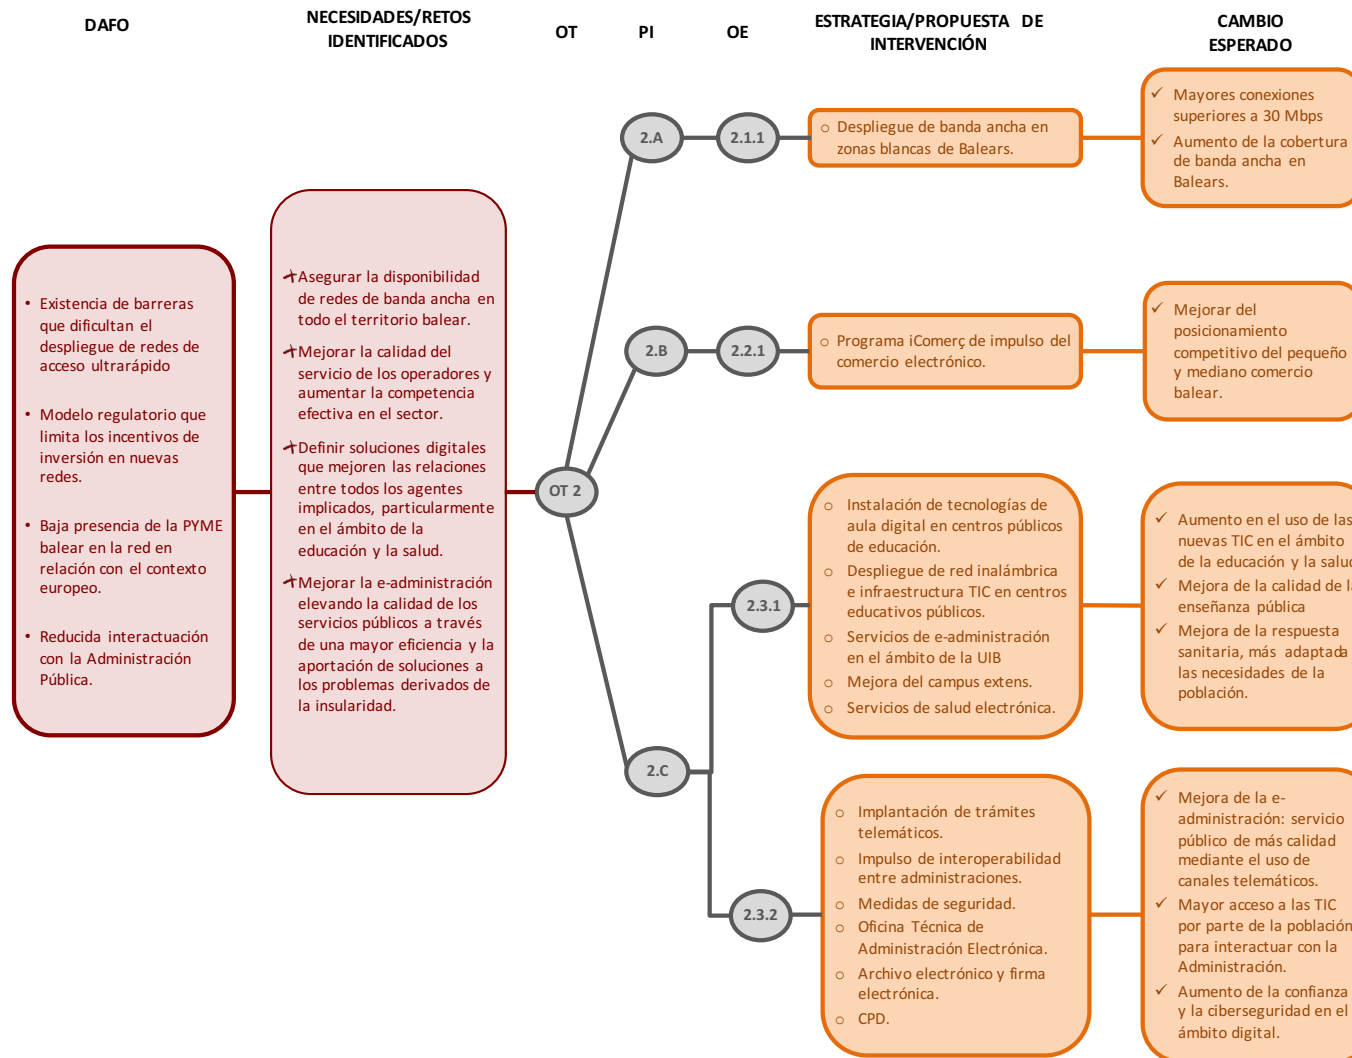 DAFO
NECESIDADES/RETOS
IDENTIFICADOS
OT
PI
OE
ESTRATEGIA/PROPUESTA DE
INTERVENCIÓN
CAMBIO
ESPERADO
• Existencia de barreras
que dificultan el
despliegue de redes de
acceso ultrarápido
• Modelo regulatorio que
limita los incentivos de
inversión en nuevas
redes.
• Baja presencia de la PYME
balear en la red en
relación con el contexto
europeo.
• Reducida interactuación
con la Administración
Pública.
Asegurar la disponibilidad
de redes de banda ancha en
todo el territorio balear.
Mejorar la calidad del
servicio de los operadores y
aumentar la competencia
efectiva en el sector.
Definir soluciones digitales
que mejoren las relaciones
entre todos los agentes
implicados, particularmente
en el ámbito de la
educación y la salud.
Mejorar la e-administración
elevando la calidad de los
servicios públicos a través
de una mayor eficiencia y la
aportación de soluciones a
los problemas derivados de
la insularidad.
OT 2
2.A
2.1.1
○ Despliegue de banda ancha en
zonas blancas de Balears.
✓ Mayores conexiones
superiores a 30 Mbps
✓ Aumento de la cobertura
de banda ancha en
Balears.
2.B
2.2.1
○ Programa iComerç de impulso del
comercio electrónico.
✓ Mejorar del
posicionamiento
competitivo del pequeño
y mediano comercio
balear.
2.C
2.3.1
○ Instalación de tecnologías de
aula digital en centros públicos
de educación.
○ Despliegue de red inalámbrica
e infraestructura TIC en centros
educativos públicos.
○ Servicios de e-administración
en el ámbito de la UIB
○ Mejora del campus extens.
○ Servicios de salud electrónica.
✓ Aumento en el uso de las
nuevas TIC en el ámbito
de la educación y la salud
✓ Mejora de la calidad de la
enseñanza pública
✓ Mejora de la respuesta
sanitaria, más adaptada
las necesidades de la
población.
2.3.2
○ Implantación de trámites
telemáticos.
○ Impulso de interoperabilidad
entre administraciones.
○ Medidas de seguridad.
○ Oficina Técnica de
Administración Electrónica.
○ Archivo electrónico y firma
electrónica.
○ CPD.
✓ Mejora de la e-
administración: servicio
público de más calidad
mediante el uso de
canales telemáticos.
✓ Mayor acceso a las TIC
por parte de la población
para interactuar con la
Administración.
✓ Aumento de la confianza
y la ciberseguridad en el
ámbito digital.